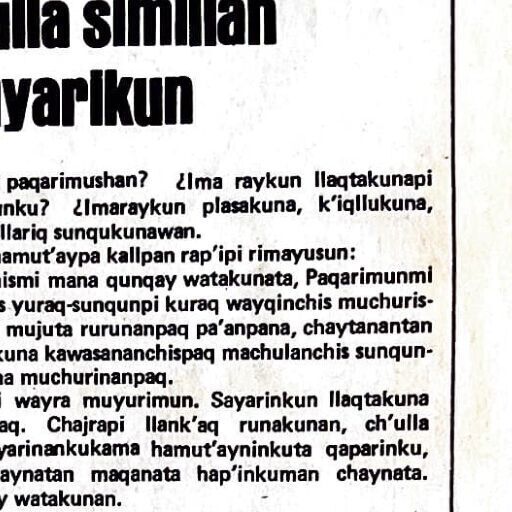 ulla simillan
yarikun
paqarimushan? ¿Ima raykun llaqtakunapi
unku? ¿Imaraykun plasakuna, k'iqllukuna,
llariq sunqukunawan.
hamut'aypa kallpan rap'ipi rimayusun:
ismi mana qunqay watakunata, Paqarimunmi
s yuraq-sunqunpi kuraq wayqinchis muchuris-
mujuta rurunanpaq pa'anpana, chaytanantan
kuna kawasananchispaq machulanchis sunqun-
na muchurinanpaq.
i wayra muyurimun. Sayarinkun llaqtakuna
aq. Chajrapi llank'aq runakunan, ch'ulla
yarinankukama hamut'ayninkuta qaparinku,
aynatan maqanata hap'inkuman chaynata.
y watakunan.